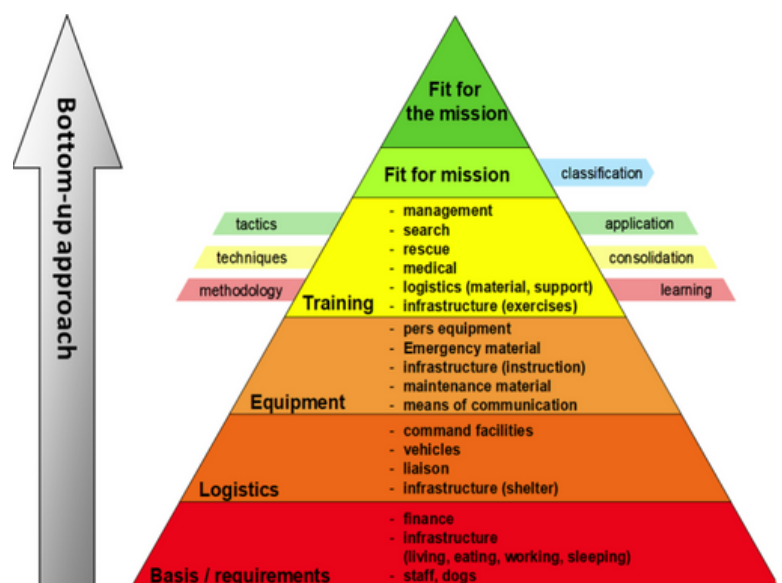 Bottom-up approach
Fit for
the mission
Fit for mission
classification
tactics
techniques
methodology
- management
- search
- rescue
- medical
- logistics (material, support)
- infrastructure (exercises)
Training
application
consolidation
learning
- pers equipment
- Emergency material
- infrastructure (instruction)
- maintenance material
- means of communication
Equipment
- command facilities
- vehicles
- liaison
- infrastructure (shelter)
Logistics
- finance
- infrastructure
(living, eating, working, sleeping)
- staff, dogs
Basis / requirements